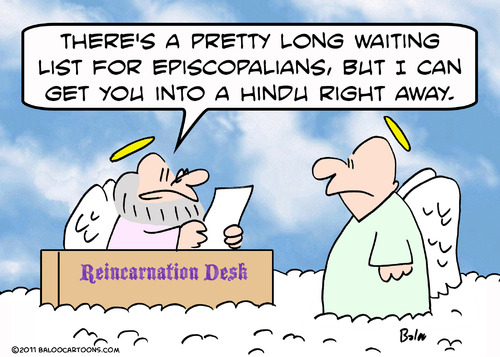 THERE'S A PRETTY LONG WAITING
LIST FOR EPISCOPALIANS, BUT I CAN
GET YOU INTO A HINDU RIGHT AWAY.
Reincarnation Desk
Baloo
©2011 BALOOCARTOONS.COM